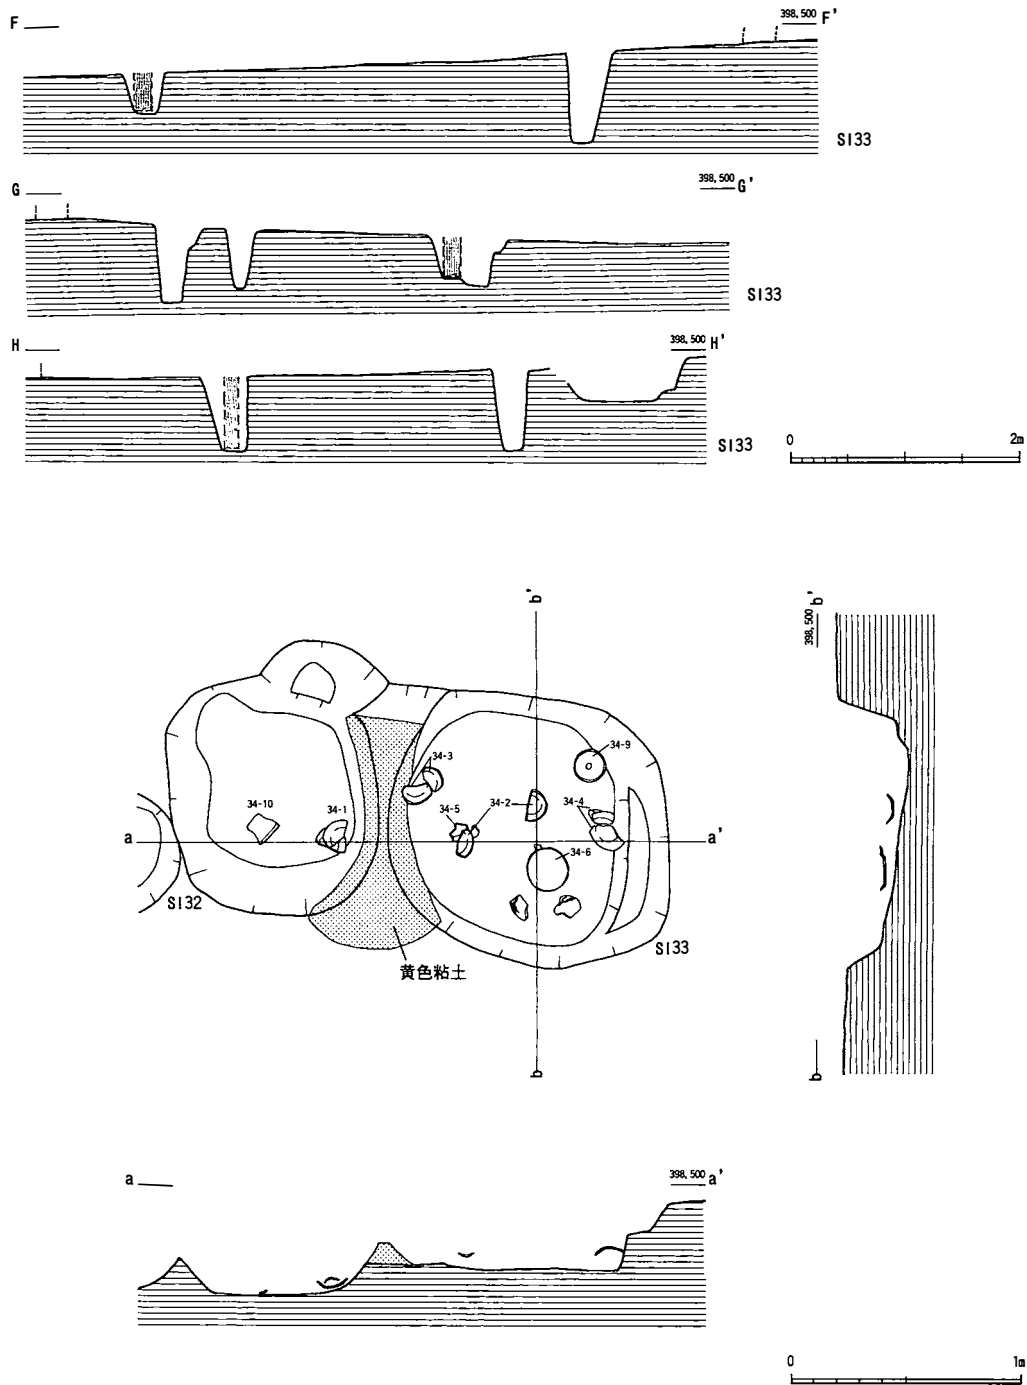 F 398,500 F'
SI33
G 398,500 G'
SI33
H 398,500 H'
SI33
0 2m
b'
398,500 b'
34-3
34-9
34-10
34-1
34-5
34-2
34-4
a a'
34-6
SI32
SI33
黄色粘土
b
b
a 398,500 a'
0 1m